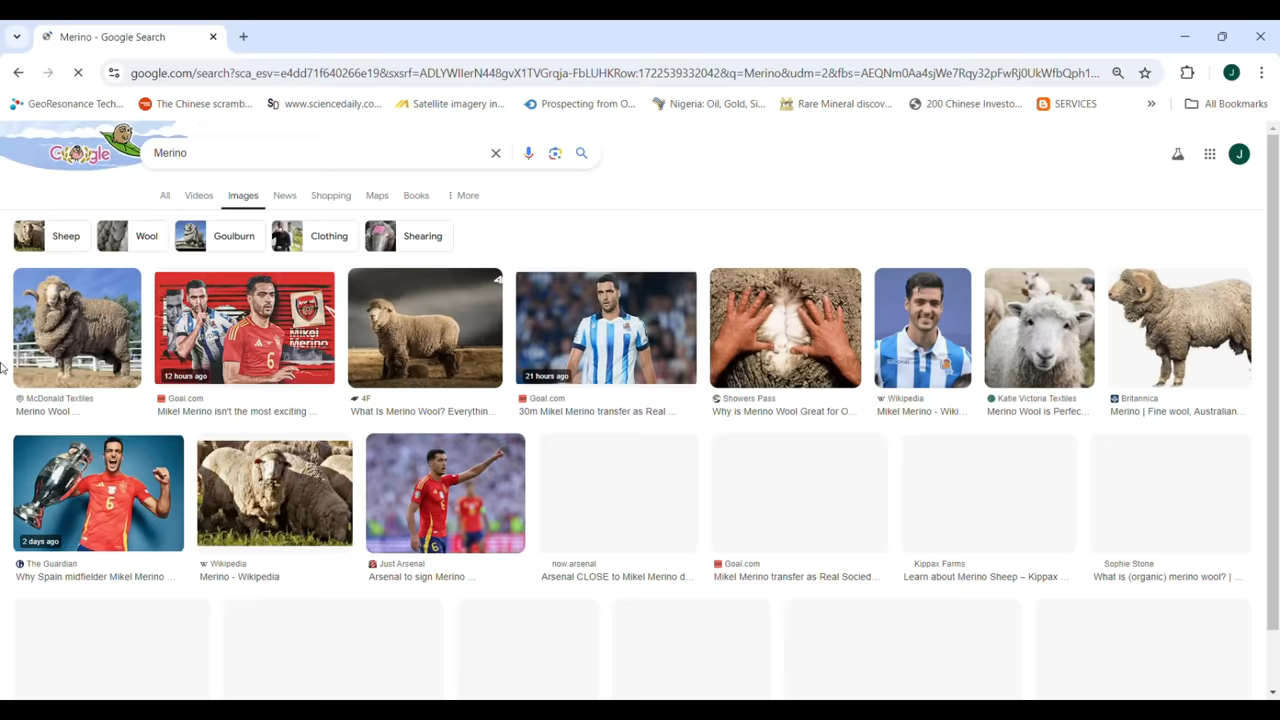 Merino - Google Search
google.com/search?sca_esv=e4dd71f640266e19&sxsrf=ADLYWIIerN448gvX1TVGrqja-FbLUHKRow:1722539332042&q=Merino&udm=2&fbs=AEQNm0Aa4sjWe7Rqy32pFwRj0UkWfbQph1...
J
GeoResonance Tech... The Chinese scramb... www.sciencedaily.co... Satellite imagery in... Prospecting from O... Nigeria: Oil, Gold, Si... Rare Mineral discov... 200 Chinese Investo... SERVICES » All Bookmarks
Google
Merino
J
All Videos Images News Shopping Maps Books More
Sheep Wool Goulburn Clothing Shearing
Mikel
Merino
6
12 hours ago
21 hours ago
McDonald Textiles
Merino Wool ...
Goal.com
Mikel Merino isn't the most exciting ...
4F
What Is Merino Wool? Everythin...
Goal.com
30m Mikel Merino transfer as Real ...
Showers Pass
Why is Merino Wool Great for O...
Wikipedia
Mikel Merino - Wiki...
Katie Victoria Textiles
Merino Wool is Perfec...
Britannica
Merino | Fine wool, Australian...
6
2 days ago
6
The Guardian
Why Spain midfielder Mikel Merino ...
Wikipedia
Merino - Wikipedia
Just Arsenal
Arsenal to sign Merino ...
now.arsenal
Arsenal CLOSE to Mikel Merino d...
Goal.com
Mikel Merino transfer as Real Socied...
Kippax Farms
Learn about Merino Sheep – Kippax ...
Sophie Stone
What is (organic) merino wool? | ...